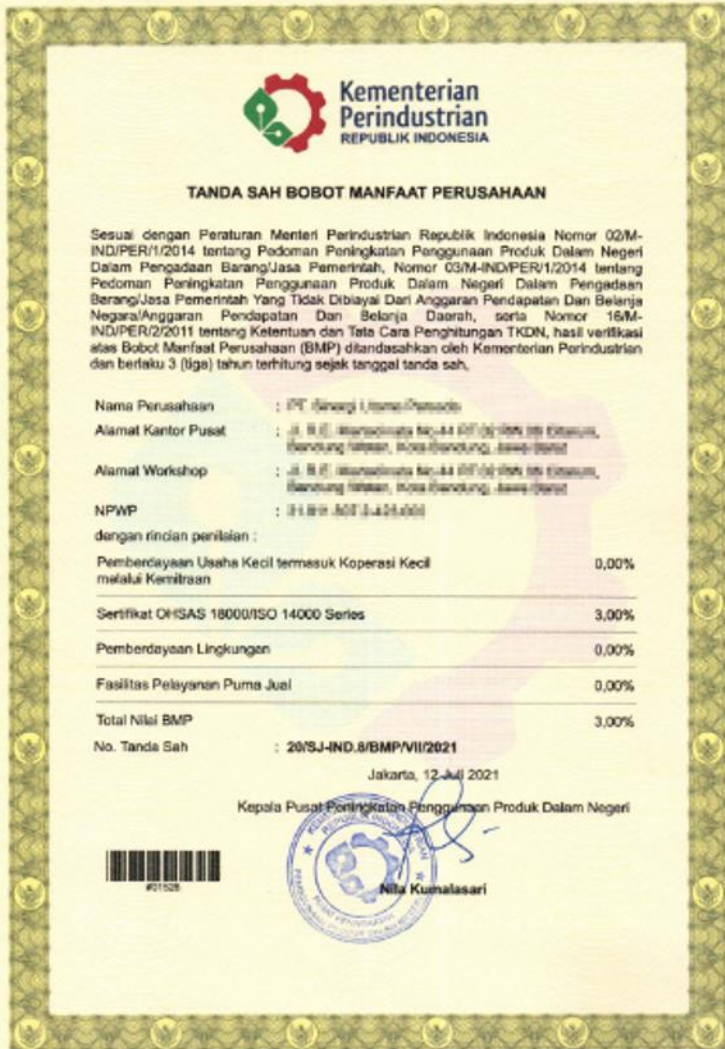 Kementerian
Perindustrian
REPUBLIK INDONESIA
TANDA SAH BOBOT MANFAAT PERUSAHAAN
Sesuai dengan Peraturan Menteri Perindustrian Republik Indonesia Nomor 02/M-
IND/PER/1/2014 tentang Pedoman Peningkatan Penggunaan Produk Dalam Negeri
Dalam Pengadaan Barang/Jasa Pemerintah, Nomor 03/M-IND/PER/1/2014 tentang
Pedoman Peningkatan Penggunaan Produk Dalam Negeri Dalam Pengadaan
Barang/Jasa Pemerintah Yang Tidak Dibiayai Dari Anggaran Pendapatan Dan Belanja
Negara/Anggaran Pendapatan Dan Belanja Daerah, serta Nomor 16/M-
IND/PER/2/2011 tentang Ketentuan dan Tata Cara Penghitungan TKDN, hasil verifikasi
atas Bobot Manfaat Perusahaan (BMP) ditandasahkan oleh Kementerian Perindustrian
dan berlaku 3 (tiga) tahun terhitung sejak tanggal tanda sah.
Nama Perusahaan :
Alamat Kantor Pusat :
Alamat Workshop :
NPWP :
dengan rincian penilaian :
Pemberdayaan Usaha Kecil termasuk Koperasi Kecil 0,00%
melalui Kemitraan
Sertifikat OHSAS 18000/ISO 14000 Series 3,00%
Pemberdayaan Lingkungan 0,00%
Fasilitas Pelayanan Purna Jual 0,00%
Total Nilai BMP 3,00%
No. Tanda Sah : 20/SJ-IND.8/BMP/VII/2021
Jakarta, 12 Juli 2021
Kepala Pusat Peningkatan Penggunaan Produk Dalam Negeri
REPUBLIK INDONESIA
Nila Kumalasari
#01528